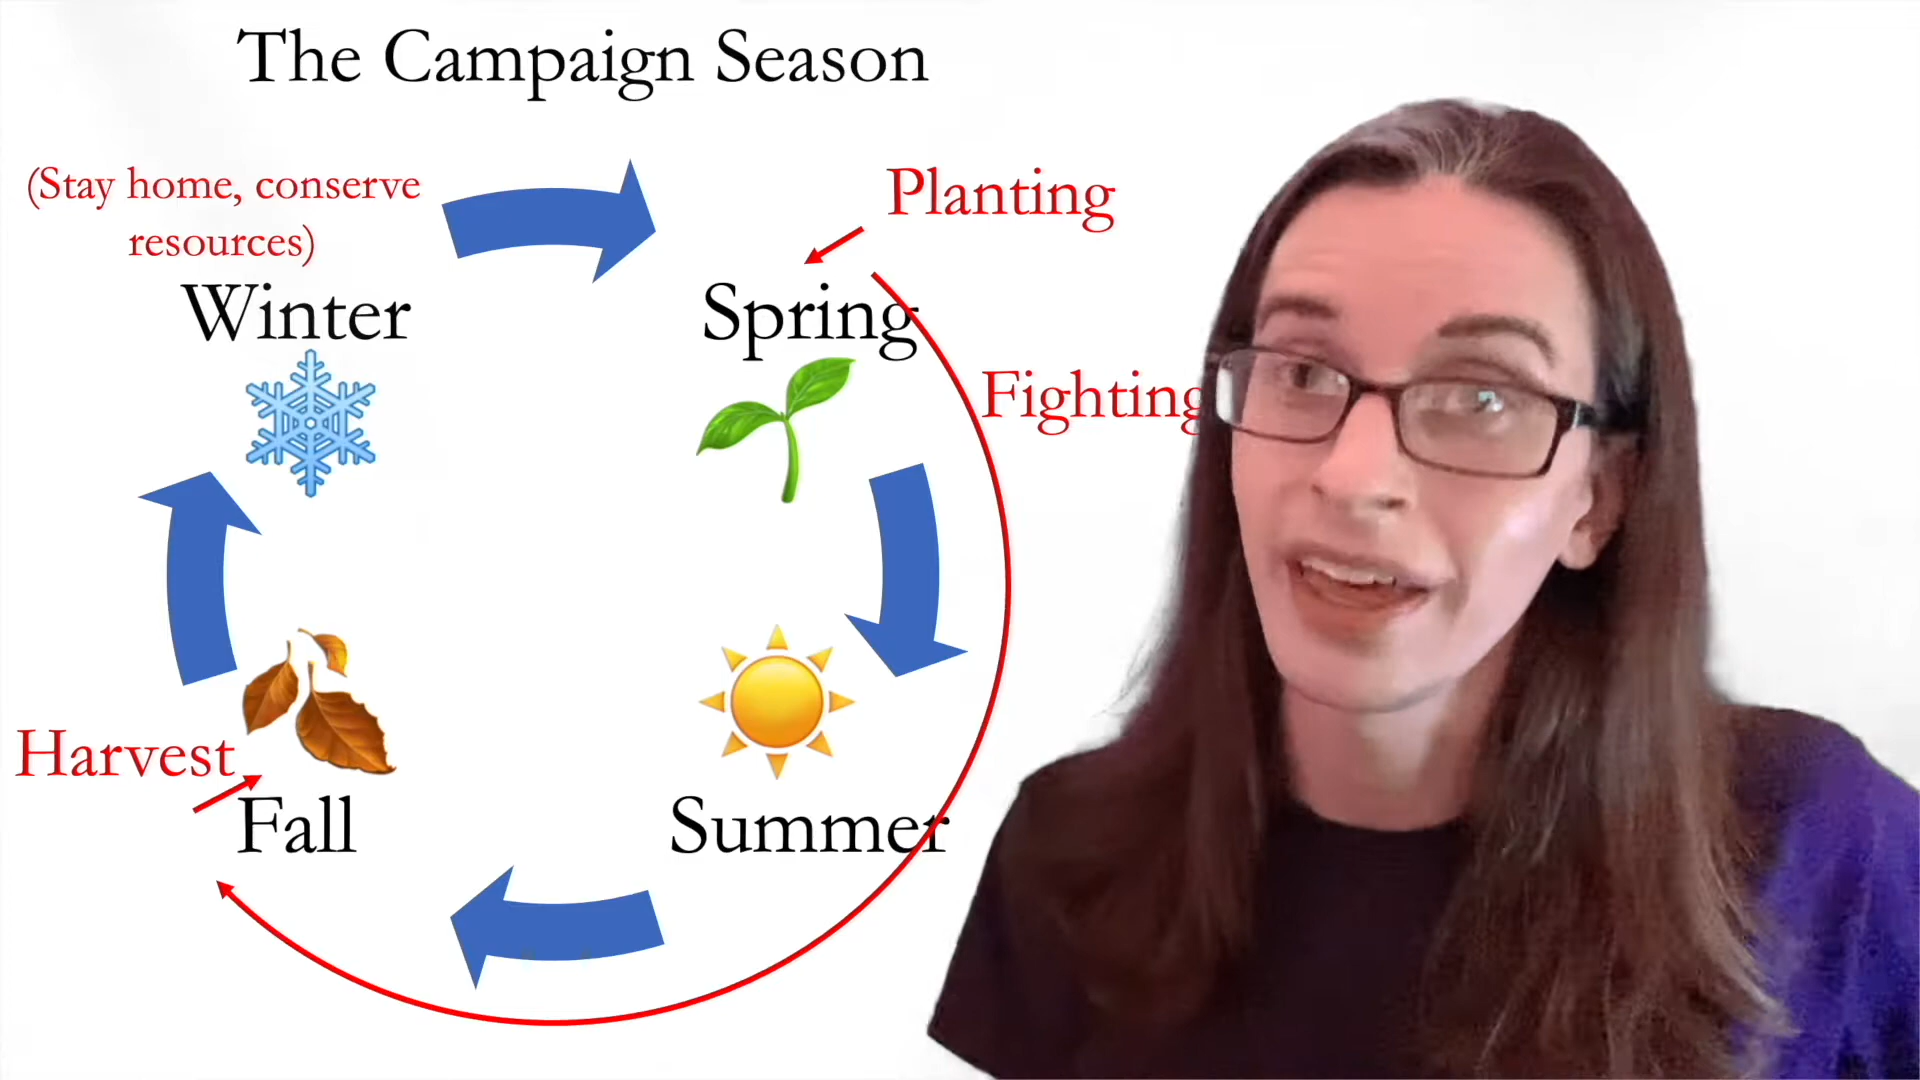 The Campaign Season
(Stay home, conserve
resources)
Planting
Winter
Spring
Fighting
Harvest
Fall
Summer